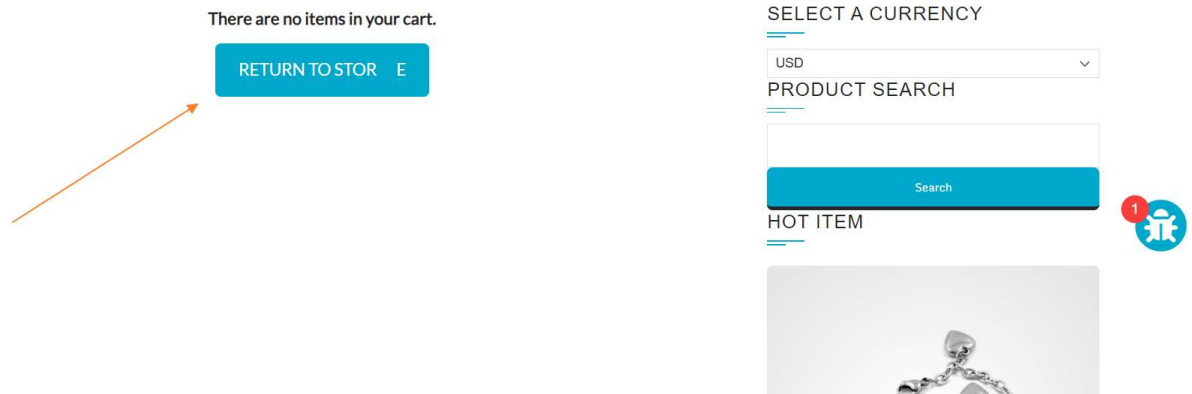 There are no items in your cart.
RETURN TO STOR E
SELECT A CURRENCY
USD
PRODUCT SEARCH
Search
HOT ITEM
1